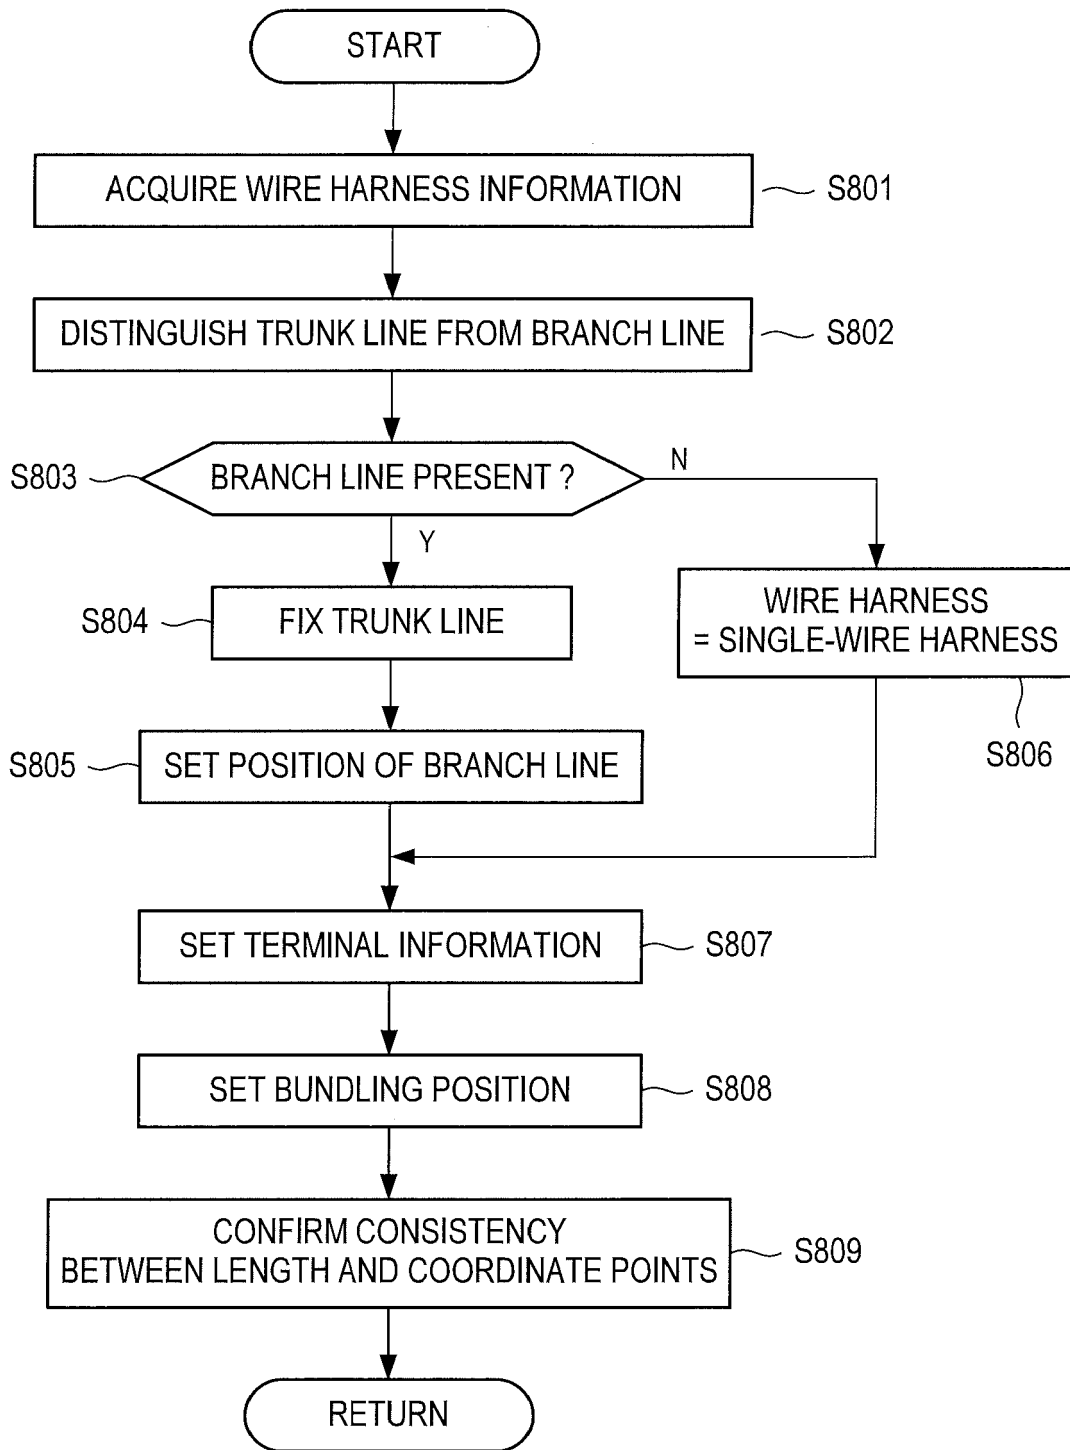 START
ACQUIRE WIRE HARNESS INFORMATION
S801
DISTINGUISH TRUNK LINE FROM BRANCH LINE
S802
S803
BRANCH LINE PRESENT ?
N
Y
S804
FIX TRUNK LINE
WIRE HARNESS
= SINGLE-WIRE HARNESS
S806
S805
SET POSITION OF BRANCH LINE
SET TERMINAL INFORMATION
S807
SET BUNDLING POSITION
S808
CONFIRM CONSISTENCY
BETWEEN LENGTH AND COORDINATE POINTS
S809
RETURN